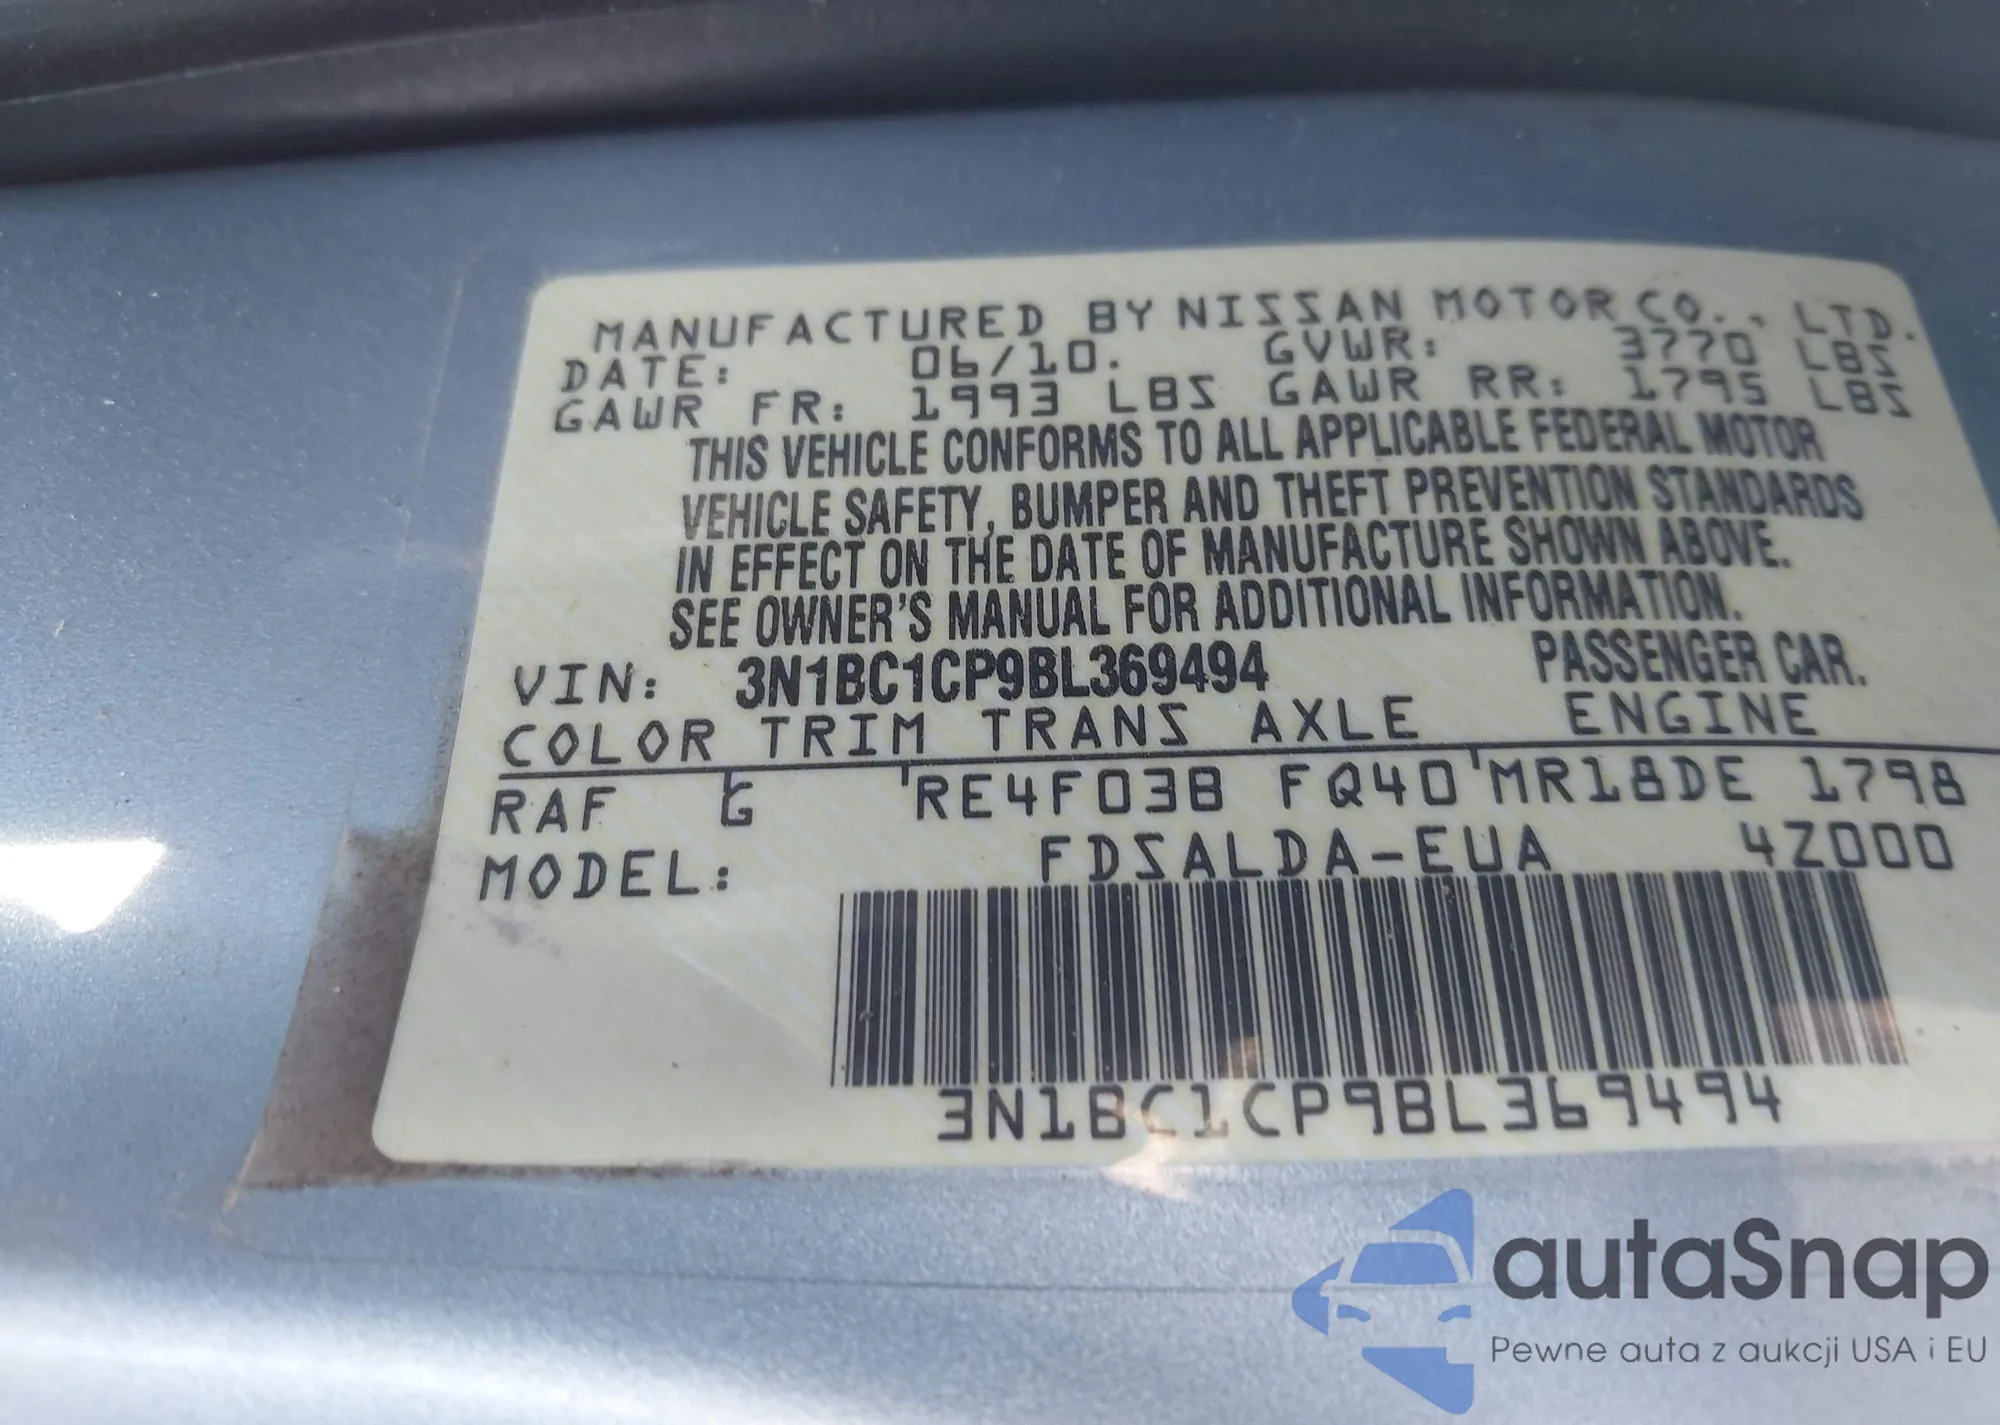 MANUFACTURED BY NISSAN MOTOR CO., LTD.
DATE: 06/10. GVWR: 3770 LBS
GAWR FR: 1993 LBS GAWR RR: 1795 LBS
THIS VEHICLE CONFORMS TO ALL APPLICABLE FEDERAL MOTOR
VEHICLE SAFETY, BUMPER AND THEFT PREVENTION STANDARDS
IN EFFECT ON THE DATE OF MANUFACTURE SHOWN ABOVE.
SEE OWNER'S MANUAL FOR ADDITIONAL INFORMATION.
VIN: 3N1BC1CP9BL369494 PASSENGER CAR.
COLOR TRIM TRANS AXLE ENGINE
RAF G RE4F03B FQ40 MR18DE 1798
MODEL: FDSALDA-EUA 4Z000
3N1BC1CP9BL369494
autaSnap
Pewne auta z aukcji USA i EU